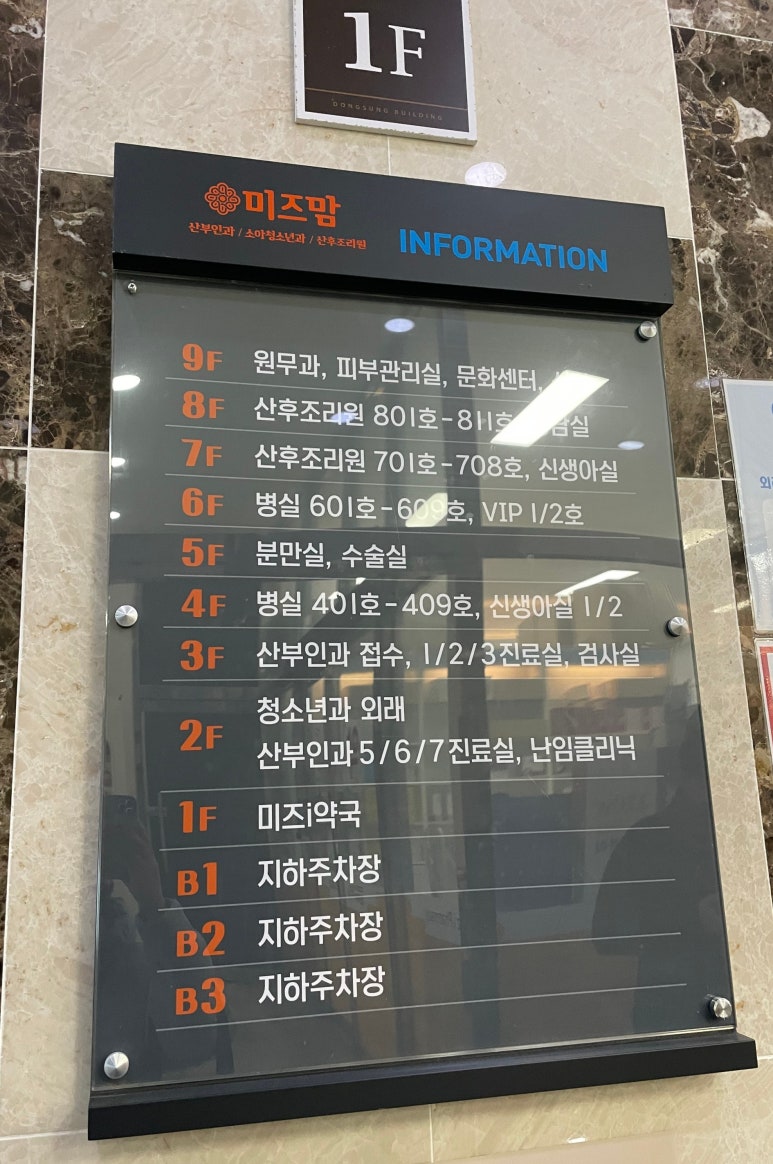 1F
DONGSUNG BUILDING
미즈맘
산부인과 / 소아청소년과 / 산후조리원
INFORMATION
9F 원무과, 피부관리실, 문화센터,
8F 산후조리원 801호-811호
7F 산후조리원 701호-708호, 신생아실
6F 병실 601호-609호, VIP 1/2호
5F 분만실, 수술실
4F 병실 401호-409호, 신생아실 1/2
3F 산부인과 접수, 1/2/3진료실, 검사실
2F 청소년과 외래
산부인과 5/6/7진료실, 난임클리닉
1F 미즈i약국
B1 지하주차장
B2 지하주차장
B3 지하주차장